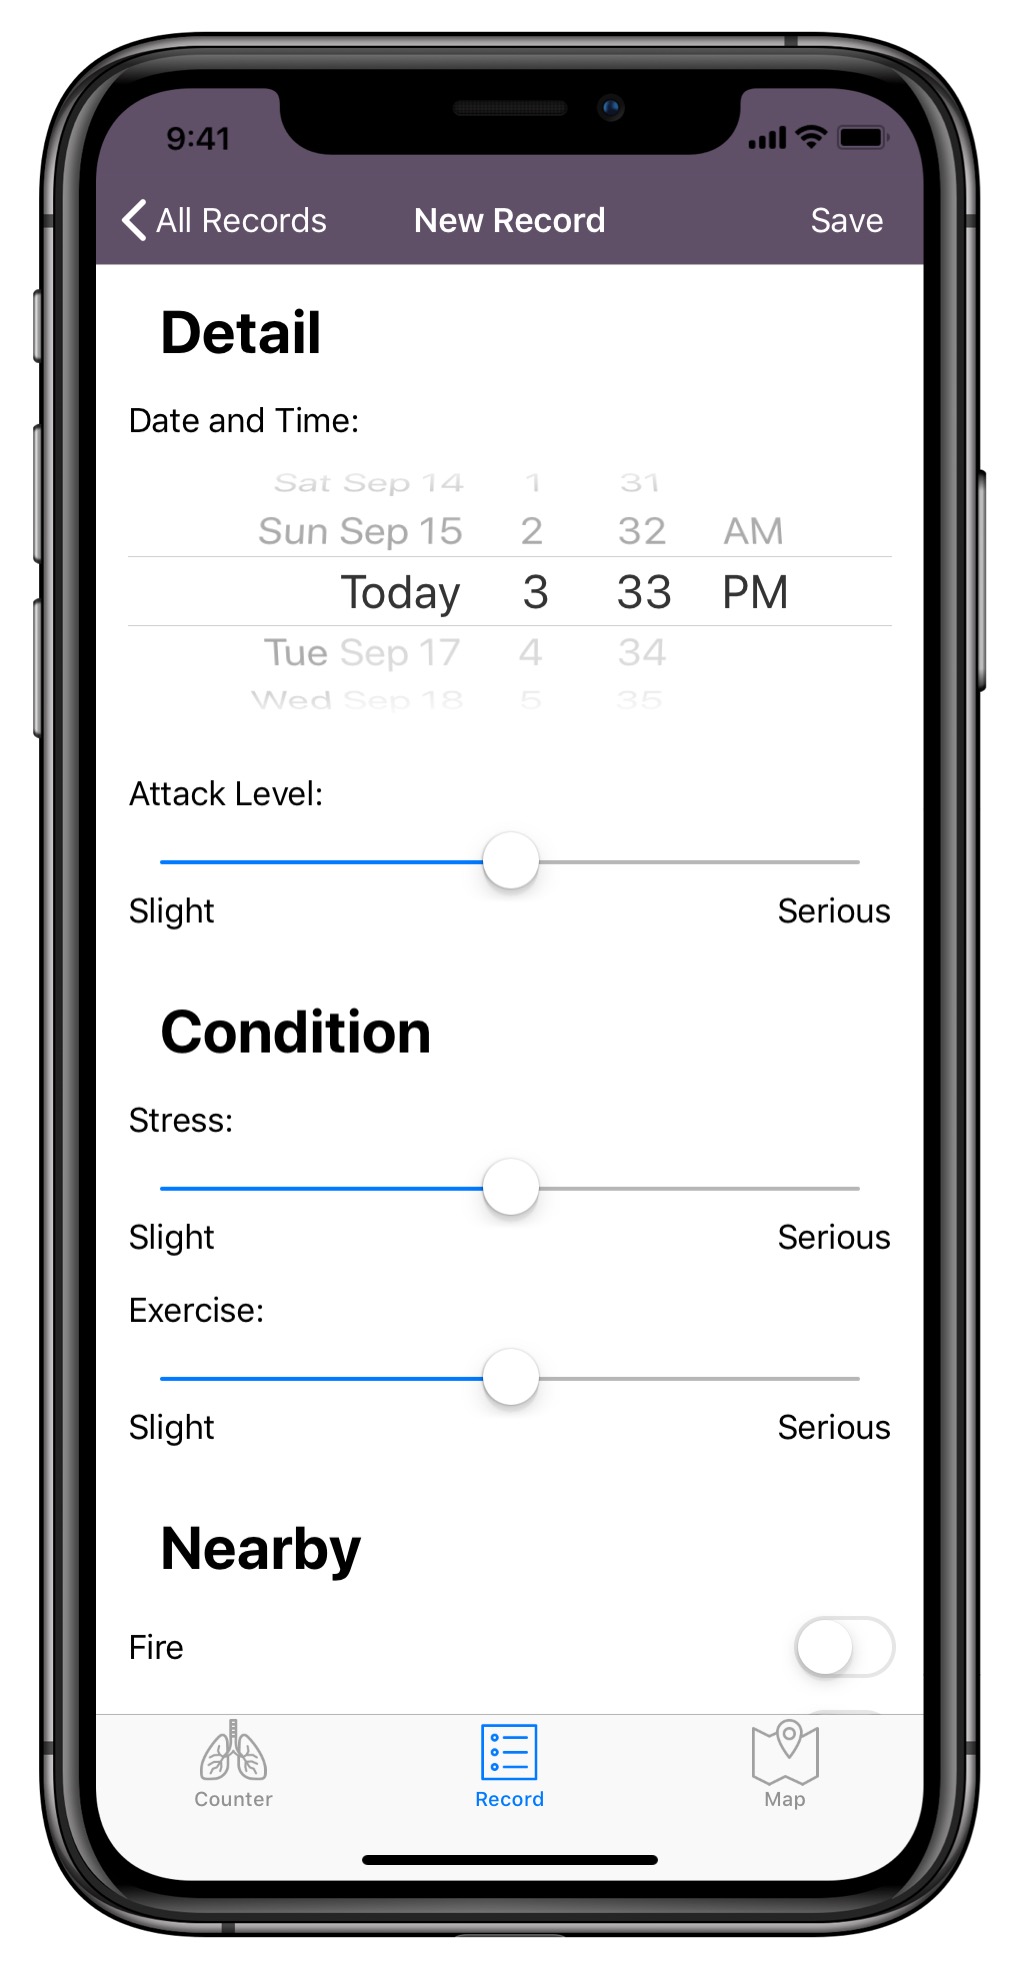 9:41
All Records New Record Save
Detail
Date and Time:
Sat Sep 14 1 31
Sun Sep 15 2 32 AM
Today 3 33 PM
Tue Sep 17 4 34
Wed Sep 18 5 35
Attack Level:
Slight Serious
Condition
Stress:
Slight Serious
Exercise:
Slight Serious
Nearby
Fire
Counter Record Map